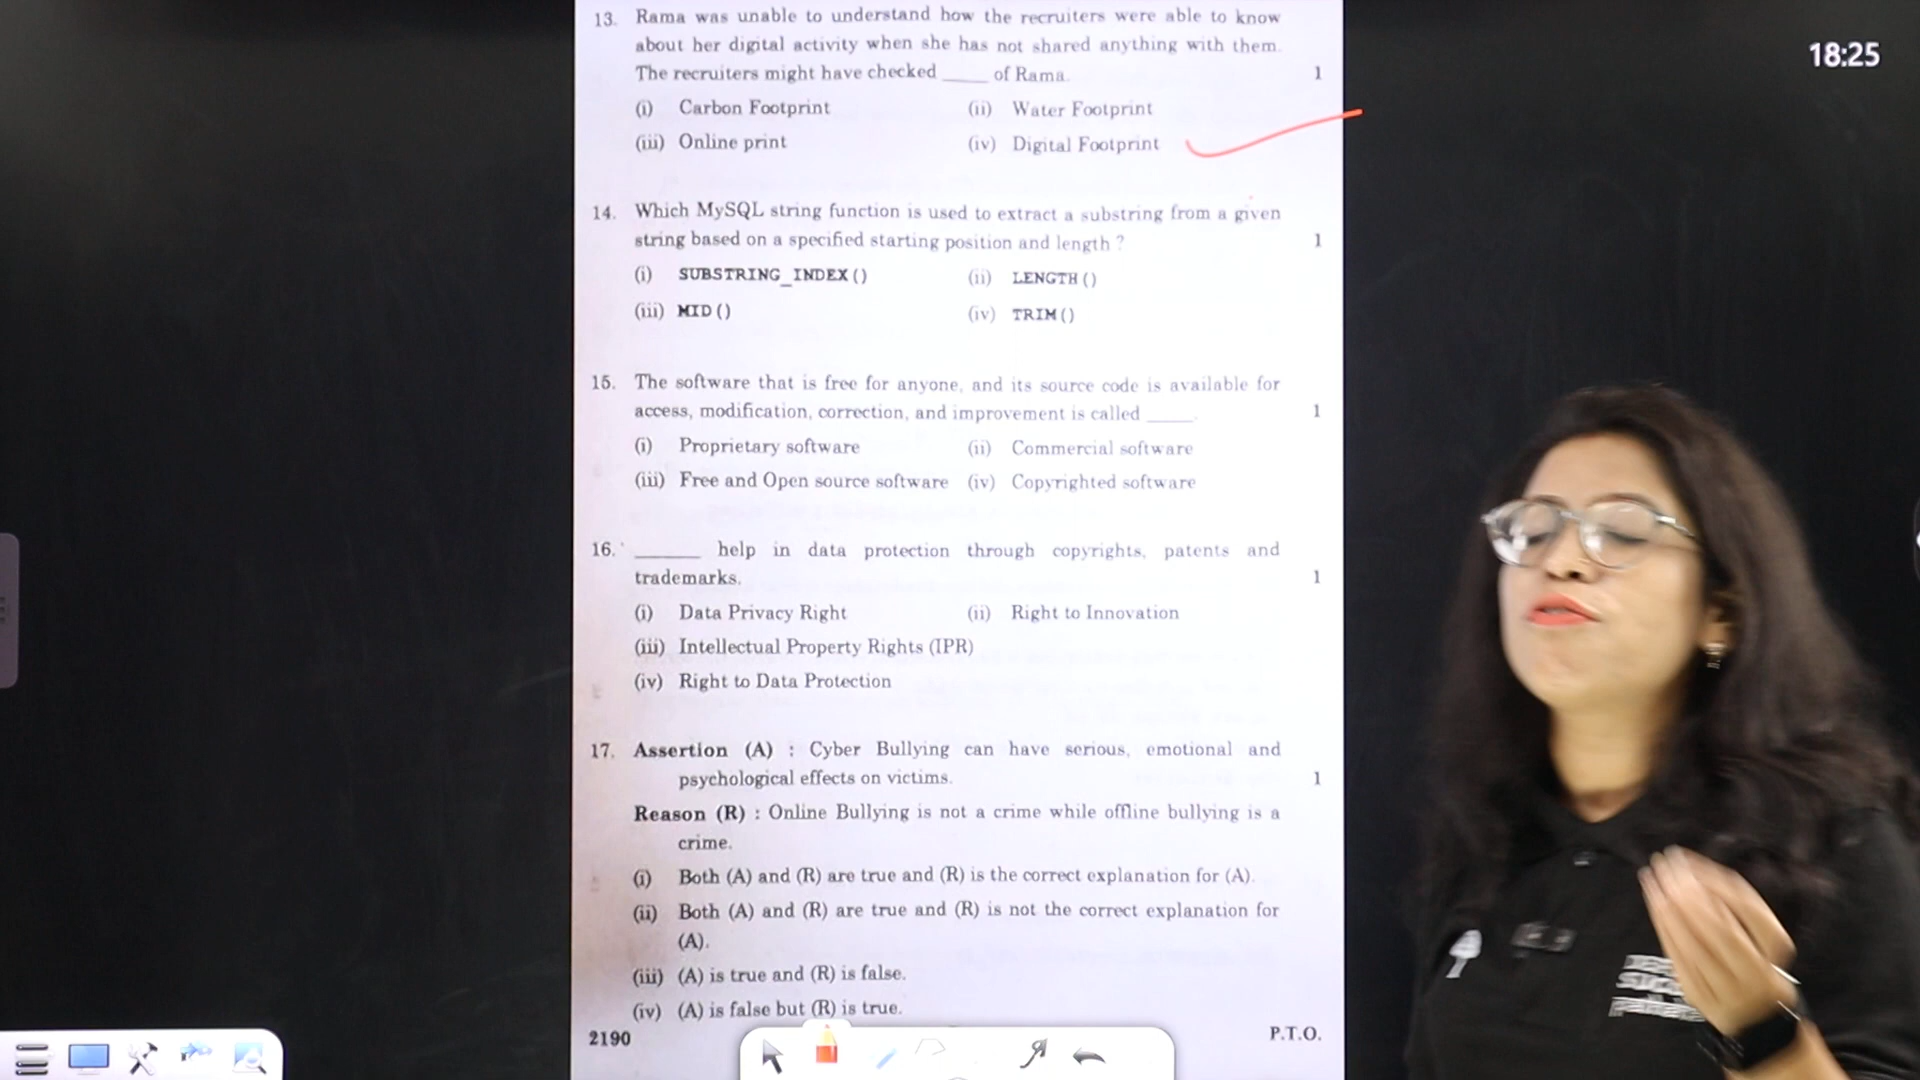 18:25
13. Rama was unable to understand how the recruiters were able to know
about her digital activity when she has not shared anything with them.
The recruiters might have checked _____ of Rama. 1
(i) Carbon Footprint (ii) Water Footprint
(iii) Online print (iv) Digital Footprint
14. Which MySQL string function is used to extract a substring from a given
string based on a specified starting position and length ? 1
(i) SUBSTRING_INDEX() (ii) LENGTH()
(iii) MID() (iv) TRIM()
15. The software that is free for anyone, and its source code is available for
access, modification, correction, and improvement is called _____. 1
(i) Proprietary software (ii) Commercial software
(iii) Free and Open source software (iv) Copyrighted software
16. _______ help in data protection through copyrights, patents and
trademarks. 1
(i) Data Privacy Right (ii) Right to Innovation
(iii) Intellectual Property Rights (IPR)
(iv) Right to Data Protection
17. Assertion (A) : Cyber Bullying can have serious, emotional and
psychological effects on victims. 1
Reason (R) : Online Bullying is not a crime while offline bullying is a
crime.
(i) Both (A) and (R) are true and (R) is the correct explanation for (A).
(ii) Both (A) and (R) are true and (R) is not the correct explanation for
(A).
(iii) (A) is true and (R) is false.
(iv) (A) is false but (R) is true.
2190 P.T.O.